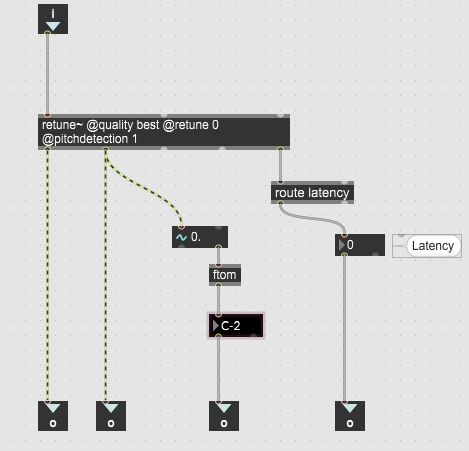 i
retune~ @quality best @retune 0
@pitchdetection 1
route latency
0.
0
Latency
ftom
C-2
o
o
o
o